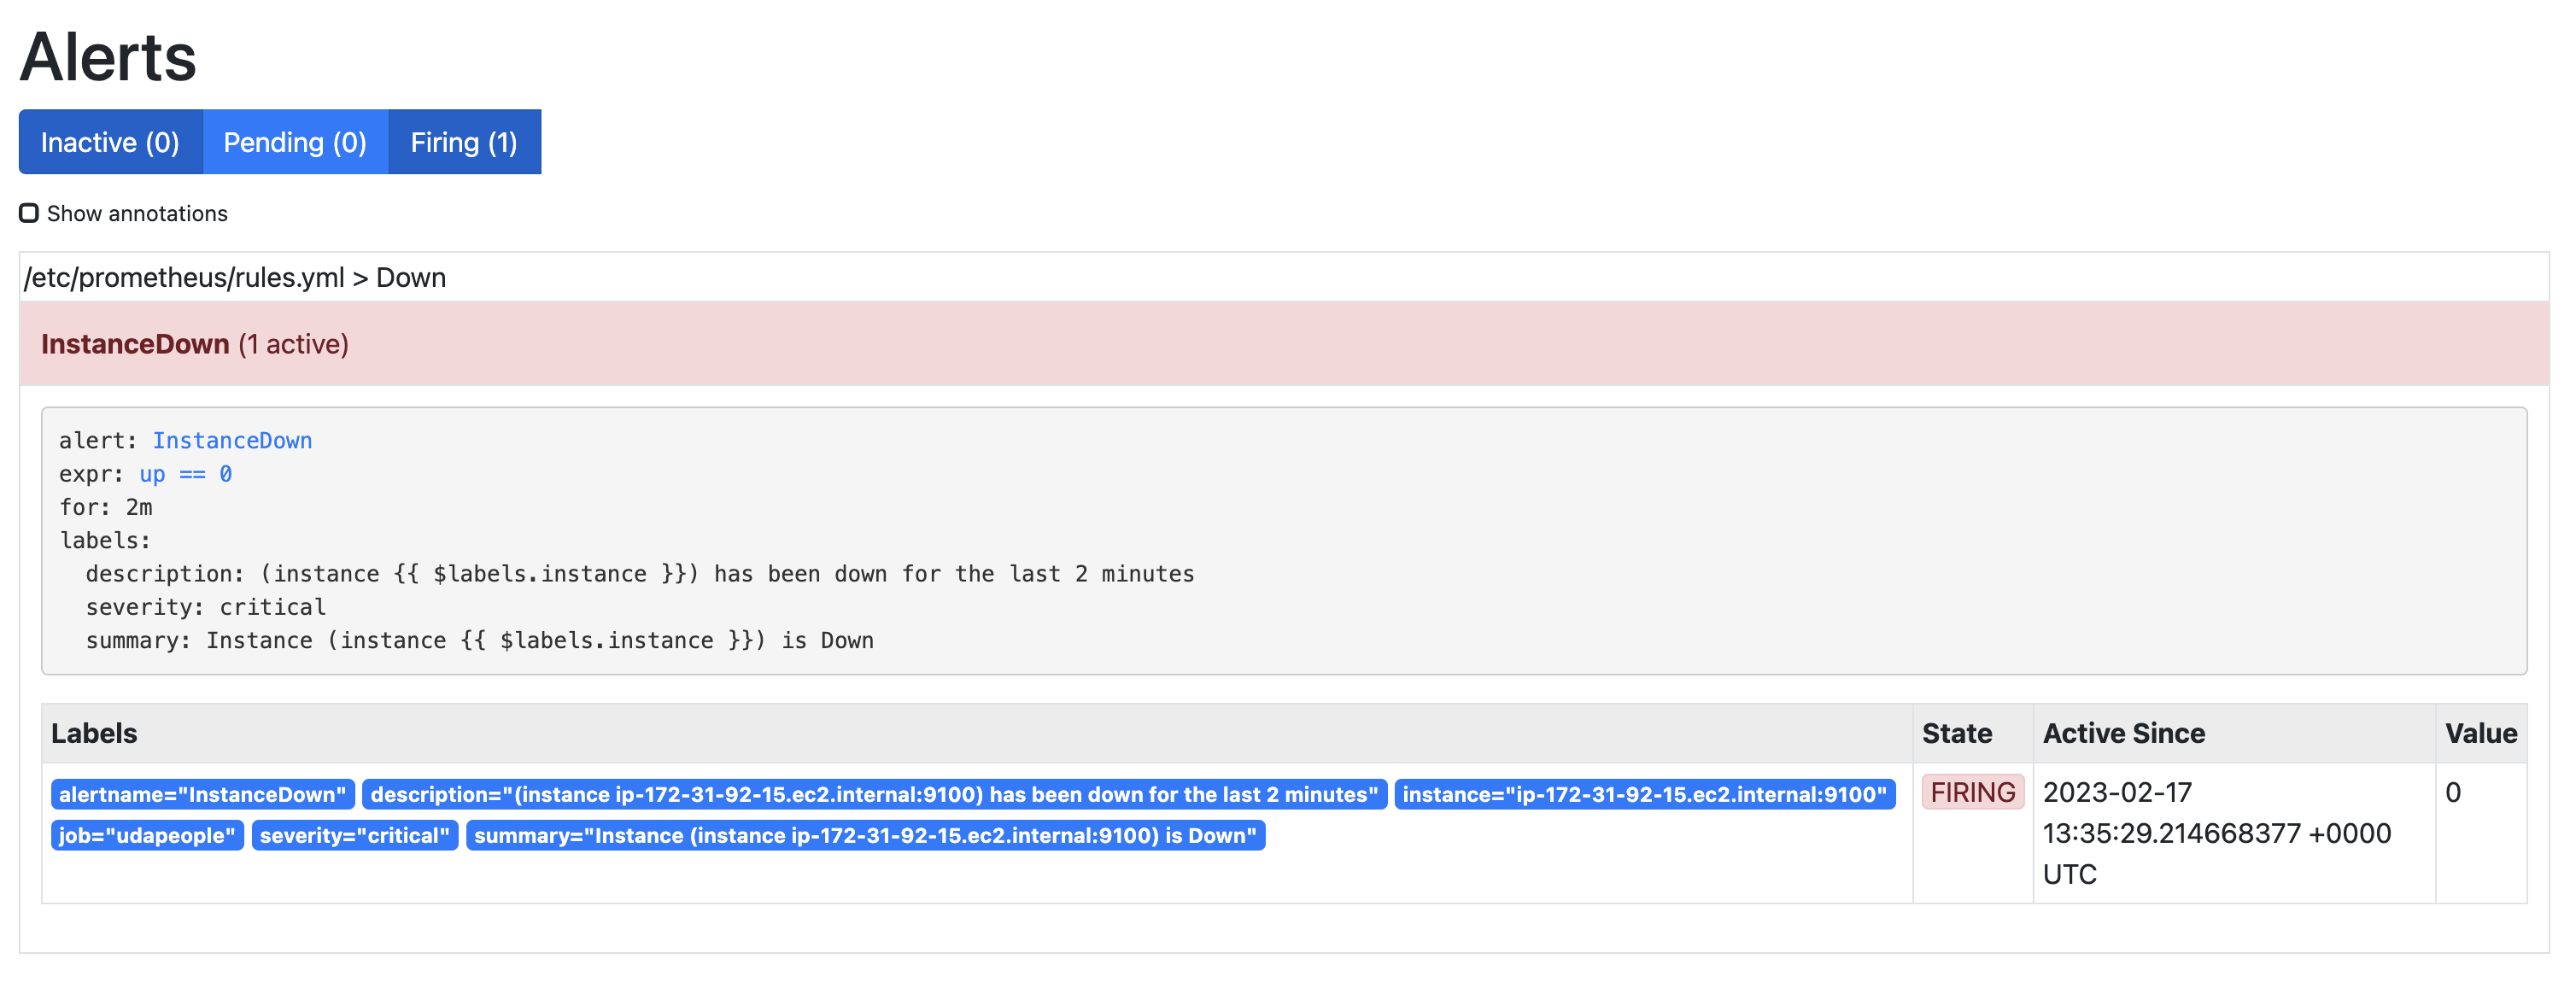 Alerts
Inactive (0) Pending (0) Firing (1)
Show annotations
/etc/prometheus/rules.yml > Down
InstanceDown (1 active)
alert: InstanceDown
expr: up == 0
for: 2m
labels:
  description: (instance {{ $labels.instance }}) has been down for the last 2 minutes
  severity: critical
  summary: Instance (instance {{ $labels.instance }}) is Down
Labels State Active Since Value
alertname="InstanceDown" description="(instance ip-172-31-92-15.ec2.internal:9100) has been down for the last 2 minutes" instance="ip-172-31-92-15.ec2.internal:9100"
job="udapeople" severity="critical" summary="Instance (instance ip-172-31-92-15.ec2.internal:9100) is Down"
FIRING
2023-02-17
13:35:29.214668377 +0000
UTC
0